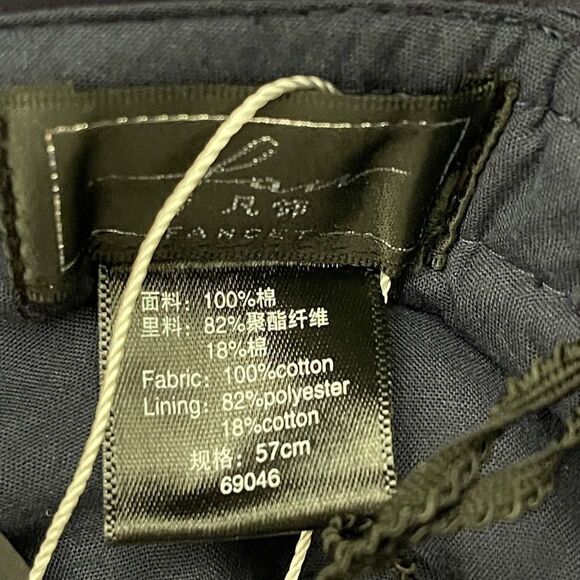 凡
面料: 100%棉
里料: 82%聚酯纤维
18%棉
Fabric: 100%cotton
Lining: 82%polyester
18%cotton
规格: 57cm
69046